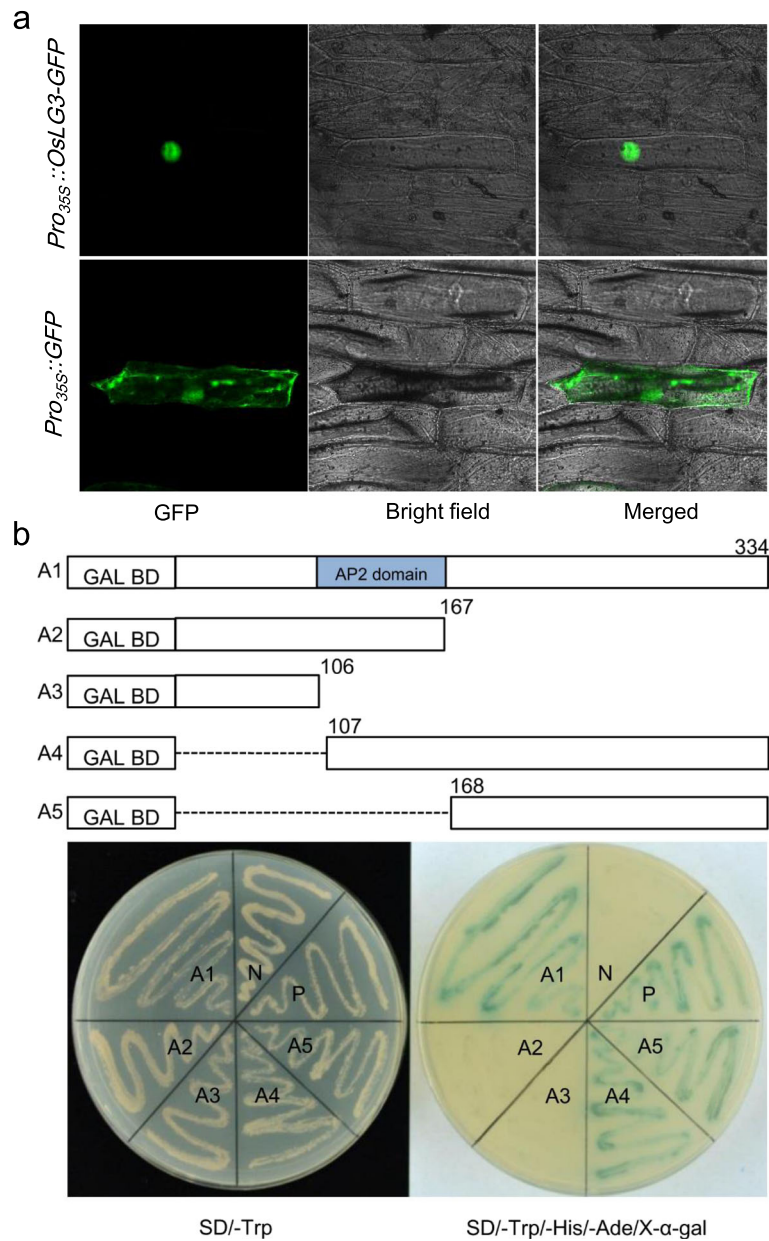 a
Pro35S::OsLG3-GFP
Pro35S::GFP
GFP Bright field Merged
b
334
A1 GAL BD AP2 domain
167
A2 GAL BD
106
A3 GAL BD
107
A4 GAL BD
168
A5 GAL BD
A1 N P A2 A5 A3 A4
A1 N P A2 A5 A3 A4
SD/-Trp SD/-Trp/-His/-Ade/X-α-gal